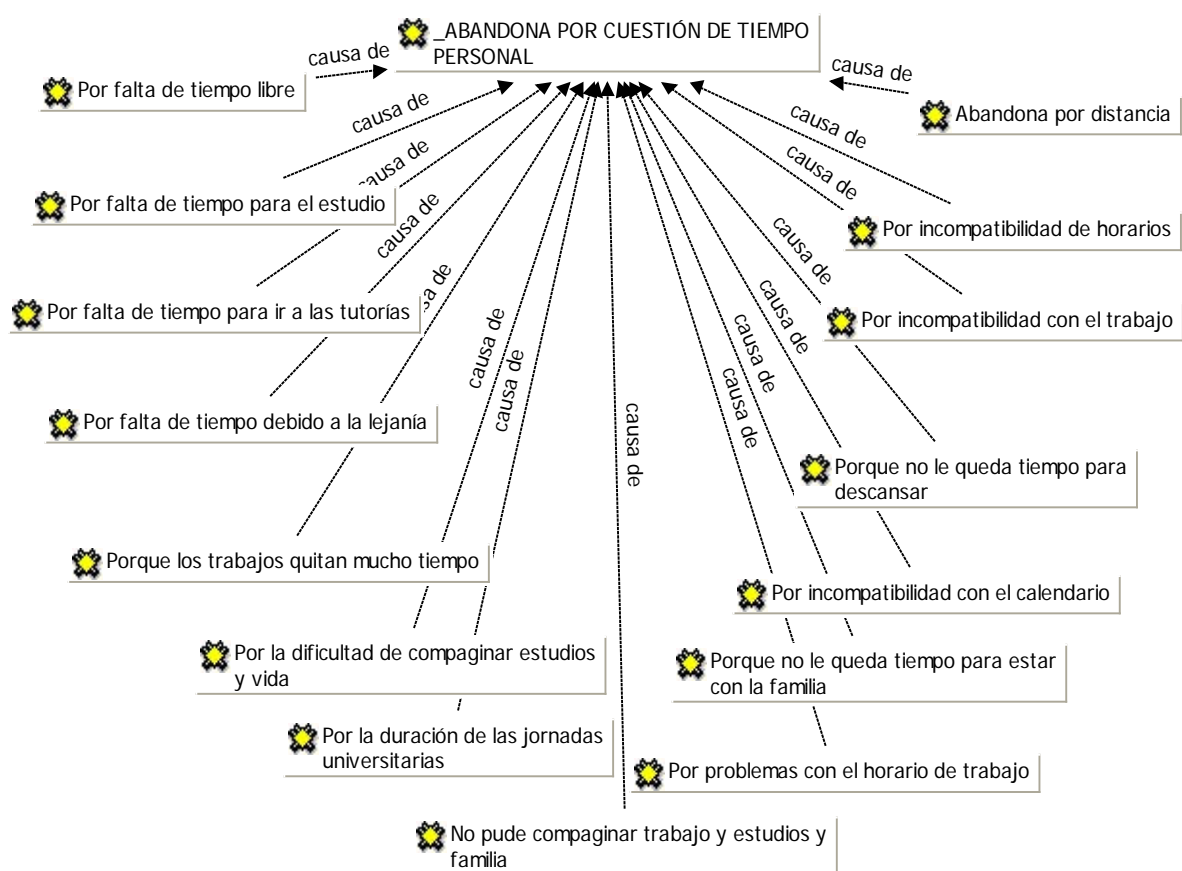 _ABANDONA POR CUESTIÓN DE TIEMPO
PERSONAL
causa de
causa de
Por falta de tiempo libre
Abandona por distancia
causa de
causa de
causa de
causa de
Por falta de tiempo para el estudio
Por incompatibilidad de horarios
causa de
causa de
Por falta de tiempo para ir a las tutorías
sa de
causa de
Por incompatibilidad con el trabajo
causa de
causa de
causa de
causa de
Por falta de tiempo debido a la lejanía
causa de
Porque no le queda tiempo para
descansar
Porque los trabajos quitan mucho tiempo
Por incompatibilidad con el calendario
Por la dificultad de compaginar estudios
y vida
Porque no le queda tiempo para estar
con la familia
Por la duración de las jornadas
universitarias
Por problemas con el horario de trabajo
No pude compaginar trabajo y estudios y
familia